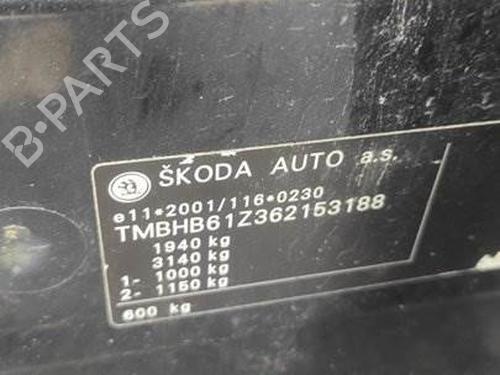 B-PARTS
ŠKODA AUTO a.s.
e11*2001/116*0230
TMBHB61Z362153188
1940 kg
3140 kg
1- 1000 kg
2- 1150 kg
600 kg